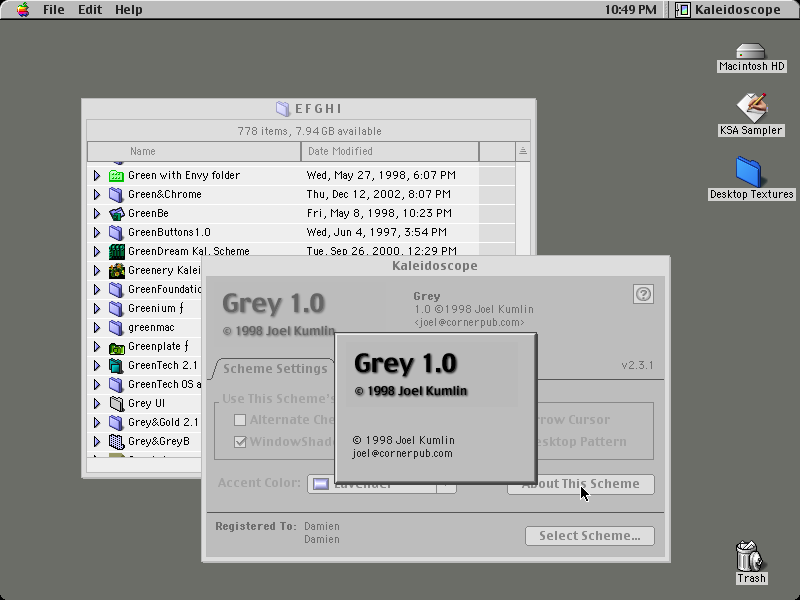 File Edit Help
10:49 PM
Kaleidoscope
Macintosh HD
KSA Sampler
Desktop Textures
Trash
E F G H I
778 items, 7.94 GB available
Name Date Modified
Green with Envy folder Wed, May 27, 1998, 6:07 PM
Green&Chrome Thu, Dec 12, 2002, 8:07 PM
GreenBe Fri, May 8, 1998, 10:23 PM
GreenButtons1.0 Wed, Jun 4, 1997, 3:54 PM
GreenDream Kal. Scheme Tue, Sep 26, 2000, 12:29 PM
Greenery Kalei
GreenFoundatio
Greenium ƒ
greenmac
Greenplate ƒ
GreenTech 2.1
GreenTech OS a
Grey UI
Grey&Gold 2.1
Grey&GreyB
Kaleidoscope
Grey 1.0
© 1998 Joel Kumlin
Grey
1.0 ©1998 Joel Kumlin
<joel@cornerpub.com>
Scheme Settings
v2.3.1
Use This Scheme's
Alternate Che
WindowShad
rrow Cursor
esktop Pattern
Accent Color: Lavender
About This Scheme
Registered To: Damien
Damien
Select Scheme...
Grey 1.0
© 1998 Joel Kumlin
© 1998 Joel Kumlin
joel@cornerpub.com